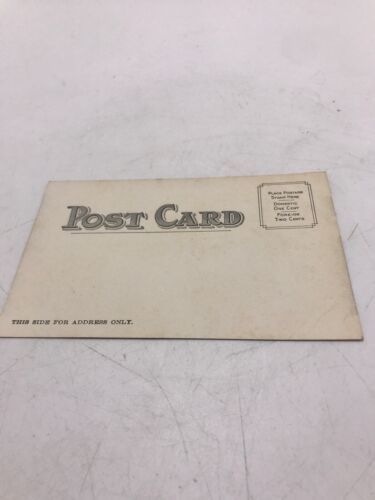 POST CARD
PLACE POSTAGE
STAMP HERE
DOMESTIC
ONE CENT
FOREIGN
TWO CENTS
THIS SIDE FOR ADDRESS ONLY.